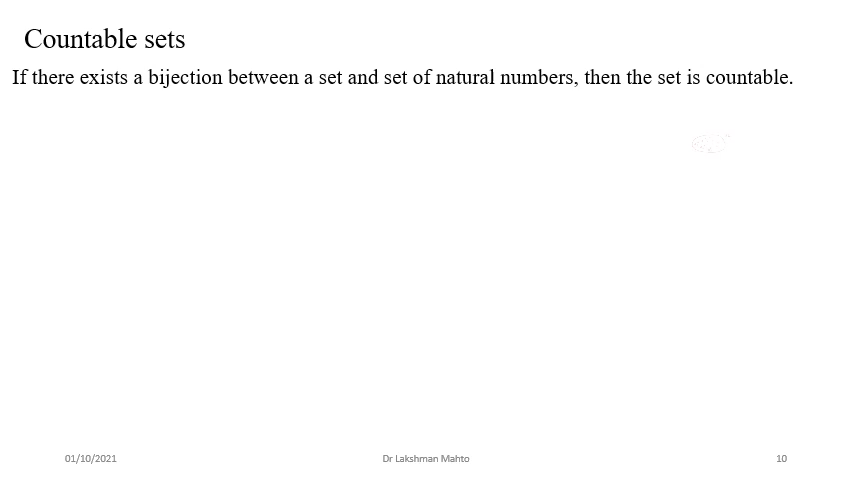 Countable sets
If there exists a bijection between a set and set of natural numbers, then the set is countable.
01/10/2021
Dr Lakshman Mahto
10